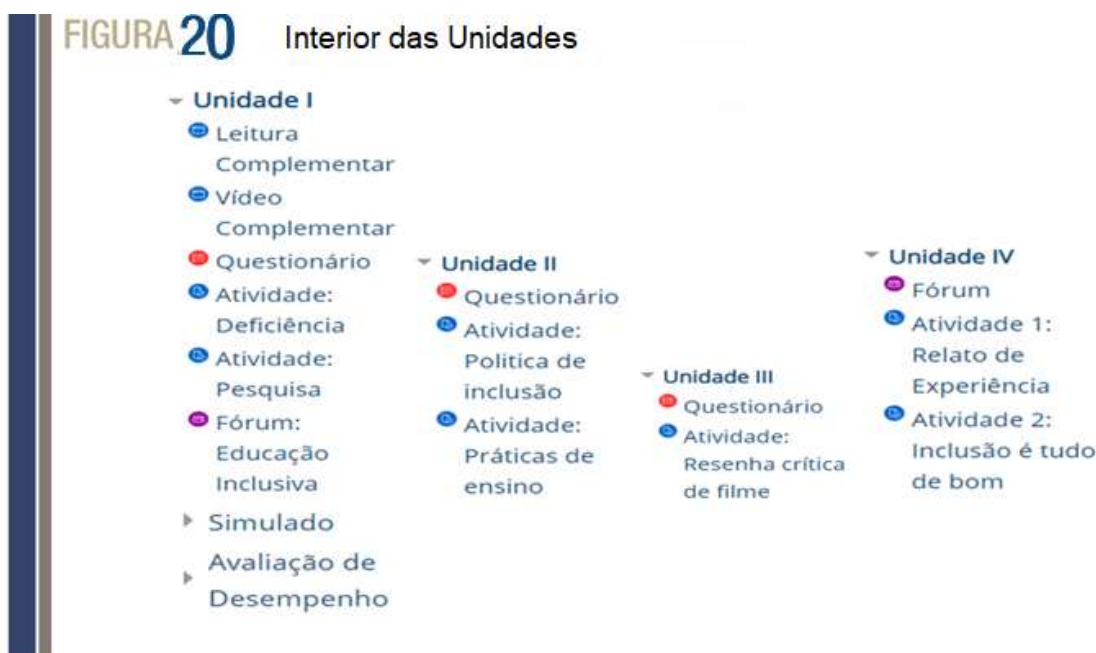 FIGURA 20 Interior das Unidades
Unidade I
Leitura
Complementar
Vídeo
Complementar
Questionário
Atividade:
Deficiência
Atividade:
Pesquisa
Fórum:
Educação
Inclusiva
Simulado
Avaliação de
Desempenho
Unidade II
Questionário
Atividade:
Politica de
inclusão
Atividade:
Práticas de
ensino
Unidade III
Questionário
Atividade:
Resenha crítica
de filme
Unidade IV
Fórum
Atividade 1:
Relato de
Experiência
Atividade 2:
Inclusão é tudo
de bom